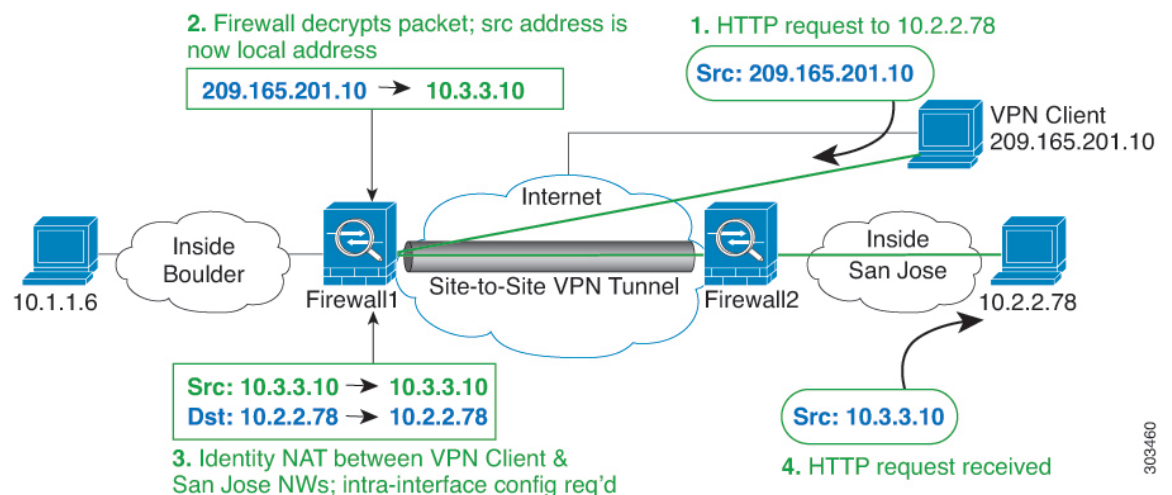 2. Firewall decrypts packet; src address is
now local address
209.165.201.10 → 10.3.3.10
1. HTTP request to 10.2.2.78
Src: 209.165.201.10
VPN Client
209.165.201.10
Internet
Inside
Boulder
10.1.1.6
Firewall1
Site-to-Site VPN Tunnel
Firewall2
Inside
San Jose
10.2.2.78
Src: 10.3.3.10 → 10.3.3.10
Dst: 10.2.2.78 → 10.2.2.78
3. Identity NAT between VPN Client &
San Jose NWs; intra-interface config req'd
Src: 10.3.3.10
4. HTTP request received
303460